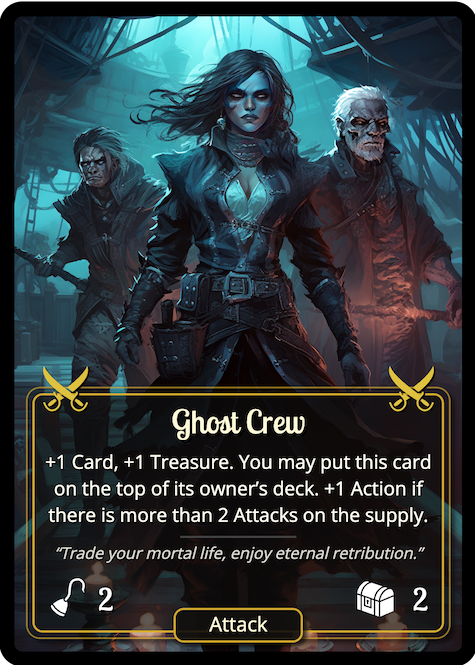 Ghost Crew
+1 Card, +1 Treasure. You may put this card
on the top of its owner’s deck. +1 Action if
there is more than 2 Attacks on the supply.
“Trade your mortal life, enjoy eternal retribution.”
2 2
Attack